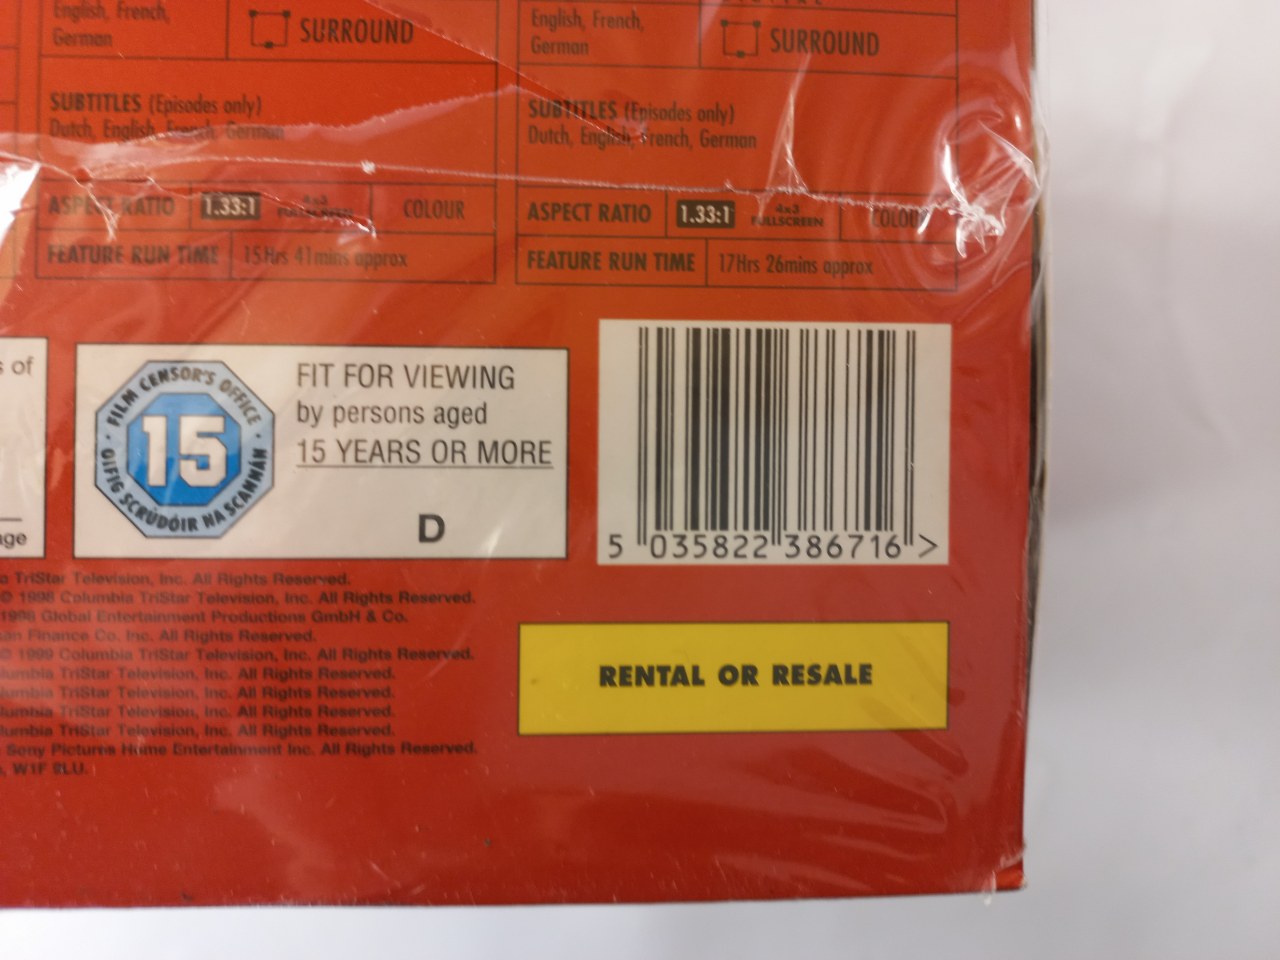 English, French,
German
SURROUND
English, French,
German
SURROUND
SUBTITLES (Episodes only)
Dutch, English, French, German
SUBTITLES (Episodes only)
Dutch, English, French, German
ASPECT RATIO 1.33:1 4x3 FULLSCREEN COLOUR
ASPECT RATIO 1.33:1 4x3 FULLSCREEN COLOUR
FEATURE RUN TIME 15Hrs 41mins approx
FEATURE RUN TIME 17Hrs 26mins approx
s of
FILM CENSOR'S OFFICE
15
OIFIG SCRÚDÓIR NA SCANNÁN
FIT FOR VIEWING
by persons aged
15 YEARS OR MORE
D
5 035822 386716 >
TriStar Television, Inc. All Rights Reserved.
© 1998 Columbia TriStar Television, Inc. All Rights Reserved.
1998 Global Entertainment Productions GmbH & Co.
Finance Co. Inc. All Rights Reserved.
© 1999 Columbia TriStar Television, Inc. All Rights Reserved.
TriStar Television, Inc. All Rights Reserved.
TriStar Television, Inc. All Rights Reserved.
TriStar Television, Inc. All Rights Reserved.
TriStar Television, Inc. All Rights Reserved.
Sony Pictures Home Entertainment Inc. All Rights Reserved.
RENTAL OR RESALE